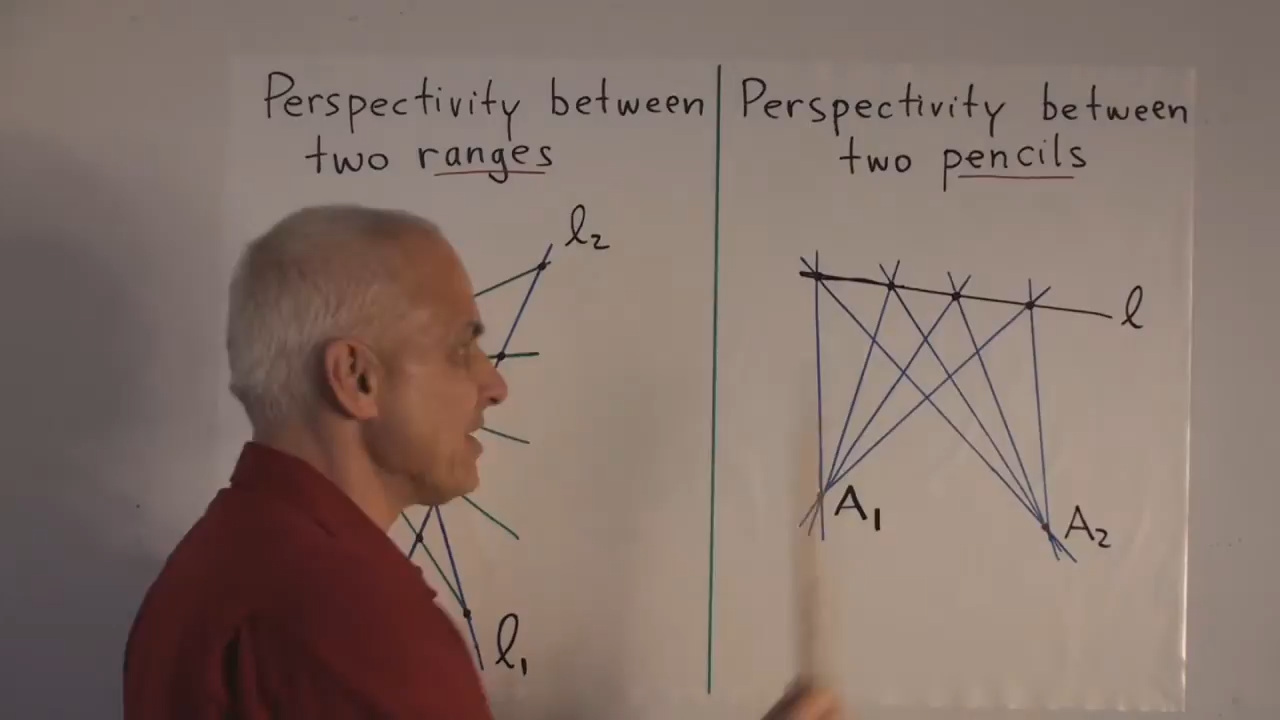 Perspectivity between
two ranges
l₂
l₁
Perspectivity between
two pencils
l
A₁
A₂